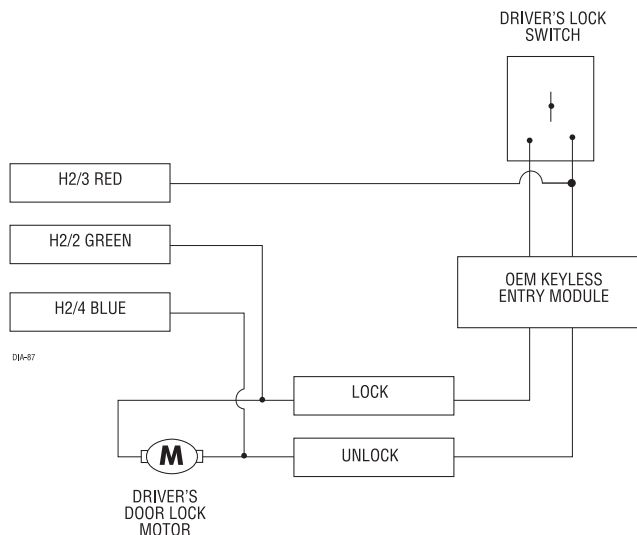 DRIVER'S LOCK
SWITCH
H2/3 RED
H2/2 GREEN
H2/4 BLUE
OEM KEYLESS
ENTRY MODULE
DIA-87
LOCK
UNLOCK
M
DRIVER'S
DOOR LOCK
MOTOR